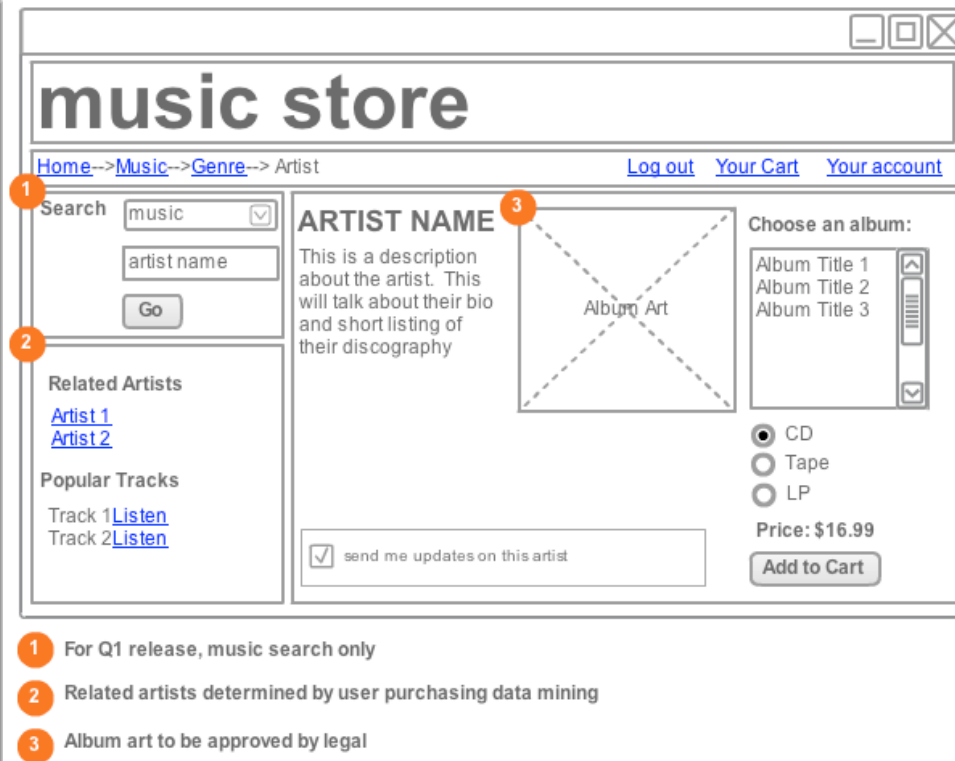 music store
Home-->Music-->Genre--> Artist
Log out
Your Cart
Your account
1
Search
music
artist name
Go
2
Related Artists
Artist 1
Artist 2
Popular Tracks
Track 1Listen
Track 2Listen
ARTIST NAME
This is a description
about the artist. This
will talk about their bio
and short listing of
their discography
3
Album Art
send me updates on this artist
Choose an album:
Album Title 1
Album Title 2
Album Title 3
CD
Tape
LP
Price: $16.99
Add to Cart
1 For Q1 release, music search only
2 Related artists determined by user purchasing data mining
3 Album art to be approved by legal